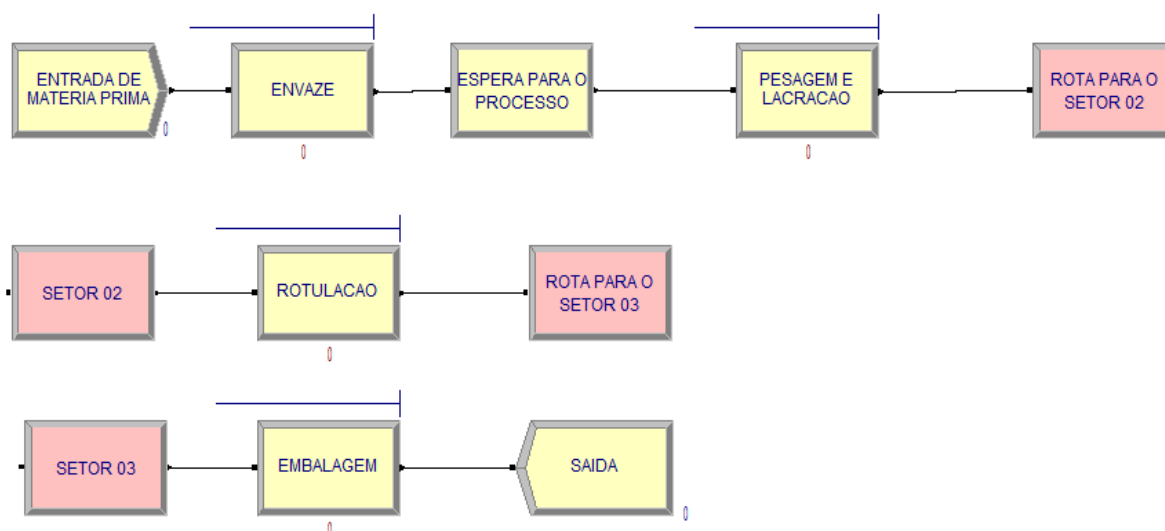 ENTRADA DE
MATERIA PRIMA
0
ENVAZE
0
ESPERA PARA O
PROCESSO
PESAGEM E
LACRACAO
0
ROTA PARA O
SETOR 02
SETOR 02
ROTULACAO
0
ROTA PARA O
SETOR 03
SETOR 03
EMBALAGEM
0
SAIDA
0